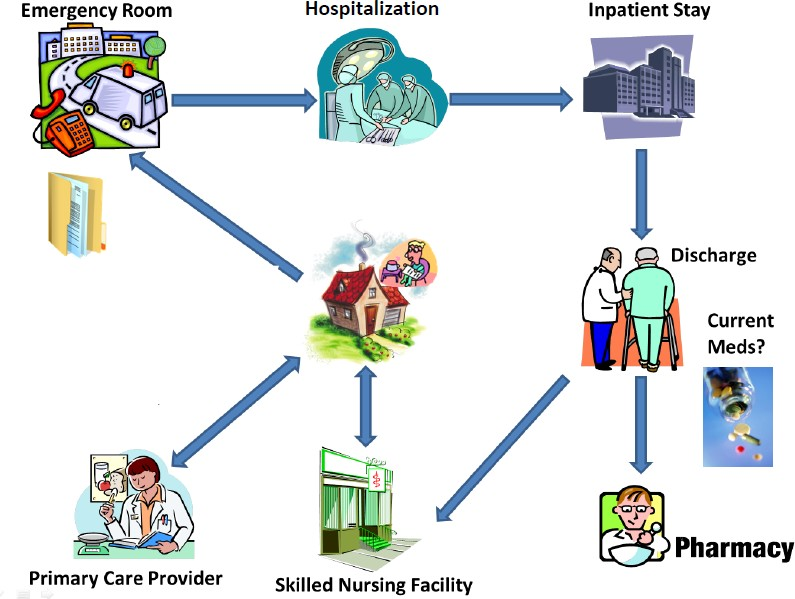 Emergency Room
Hospitalization
Inpatient Stay
Discharge
Current
Meds?
Pharmacy
Primary Care Provider
Skilled Nursing Facility